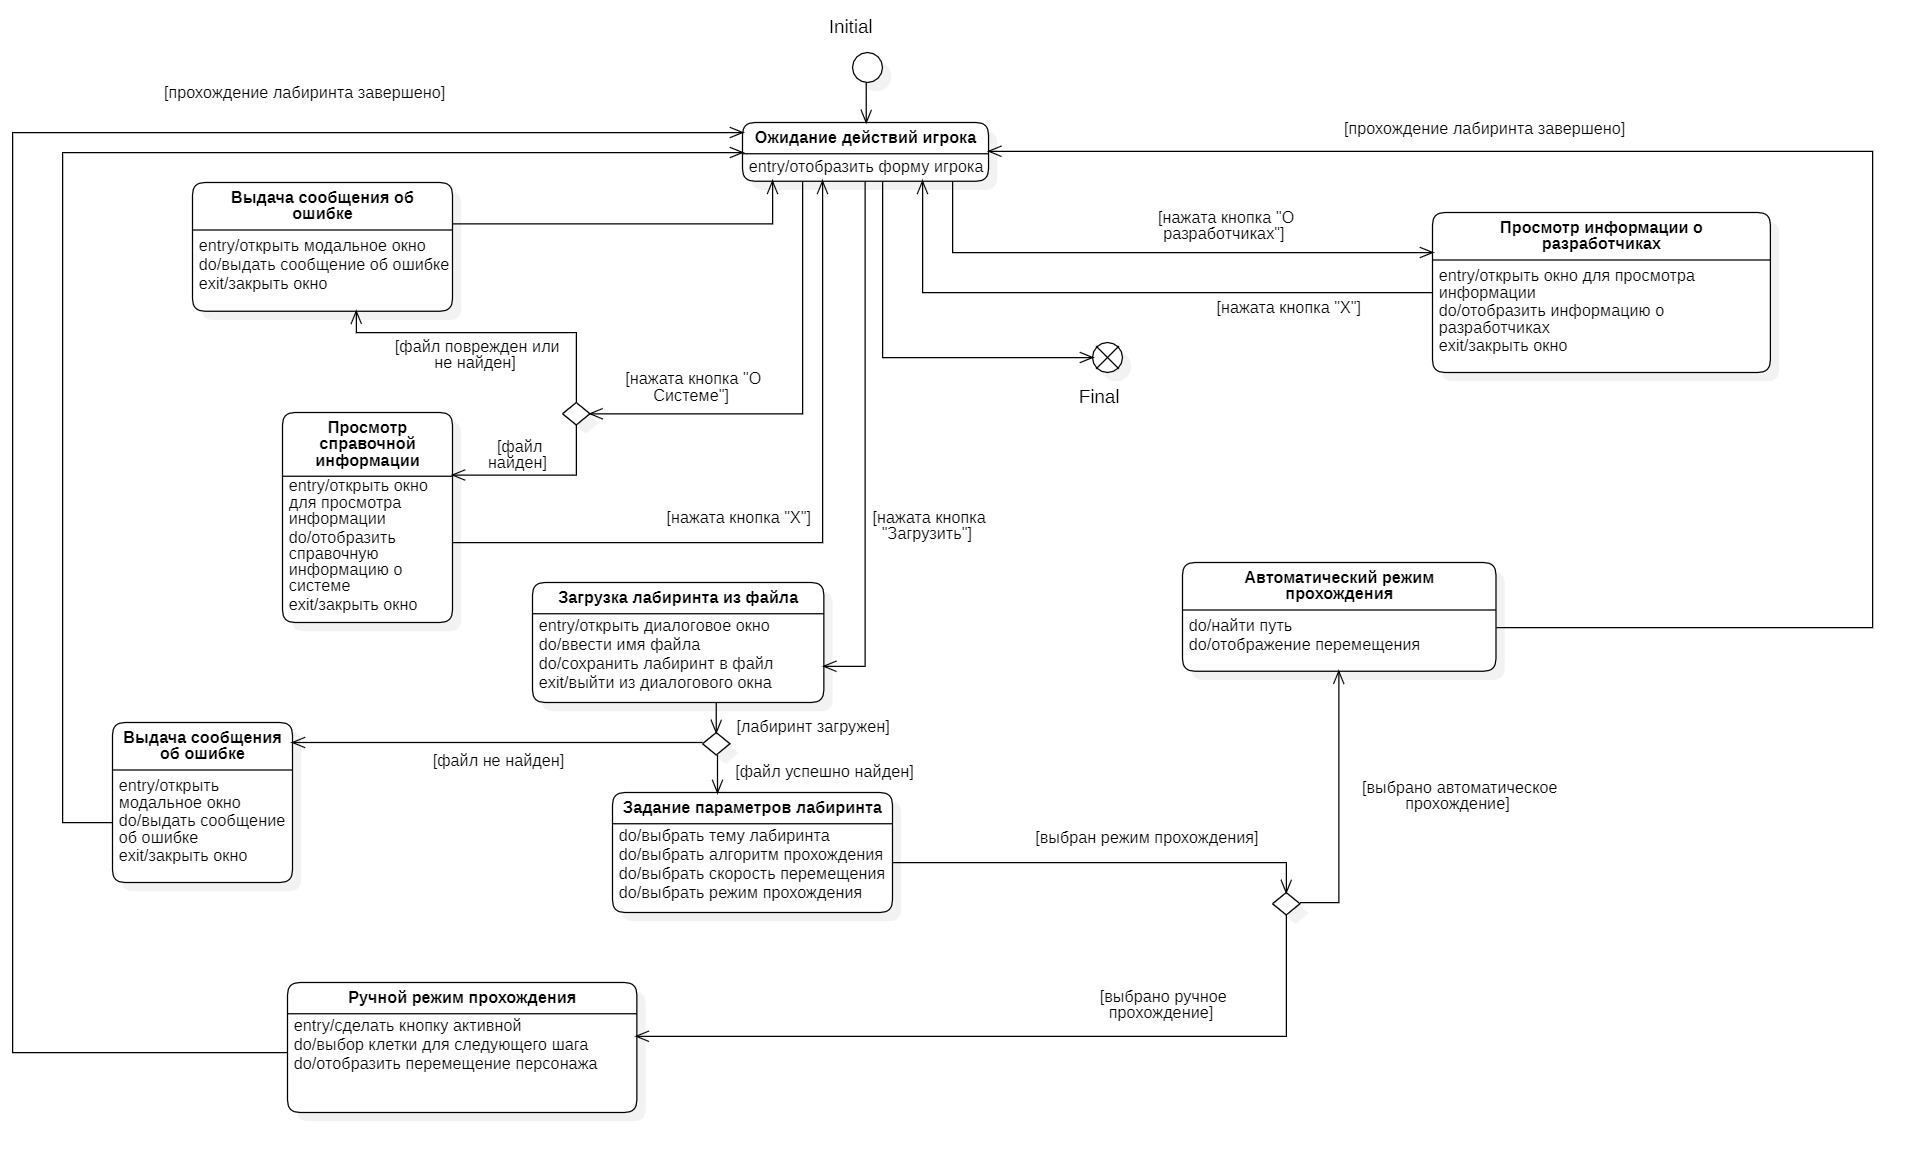 Initial
[прохождение лабиринта завершено]
[прохождение лабиринта завершено]
Ожидание действий игрока
entry/отобразить форму игрока
Выдача сообщения об
ошибке
entry/открыть модальное окно
do/выдать сообщение об ошибке
exit/закрыть окно
[нажата кнопка "О
разработчиках"]
Просмотр информации о
разработчиках
entry/открыть окно для просмотра
информации
do/отобразить информацию о
разработчиках
exit/закрыть окно
[нажата кнопка "X"]
[файл поврежден или
не найден]
[нажата кнопка "О
Системе"]
Final
Просмотр
справочной
информации
entry/открыть окно
для просмотра
информации
do/отобразить
справочную
информацию о
системе
exit/закрыть окно
[файл
найден]
[нажата кнопка "X"]
[нажата кнопка
"Загрузить"]
Загрузка лабиринта из файла
entry/открыть диалоговое окно
do/ввести имя файла
do/сохранить лабиринт в файл
exit/выйти из диалогового окна
Автоматический режим
прохождения
do/найти путь
do/отображение перемещения
[лабиринт загружен]
[файл не найден]
[файл успешно найден]
Выдача сообщения
об ошибке
entry/открыть
модальное окно
do/выдать сообщение
об ошибке
exit/закрыть окно
Задание параметров лабиринта
do/выбрать тему лабиринта
do/выбрать алгоритм прохождения
do/выбрать скорость перемещения
do/выбрать режим прохождения
[выбран режим прохождения]
[выбрано автоматическое
прохождение]
[выбрано ручное
прохождение]
Ручной режим прохождения
entry/сделать кнопку активной
do/выбор клетки для следующего шага
do/отобразить перемещение персонажа